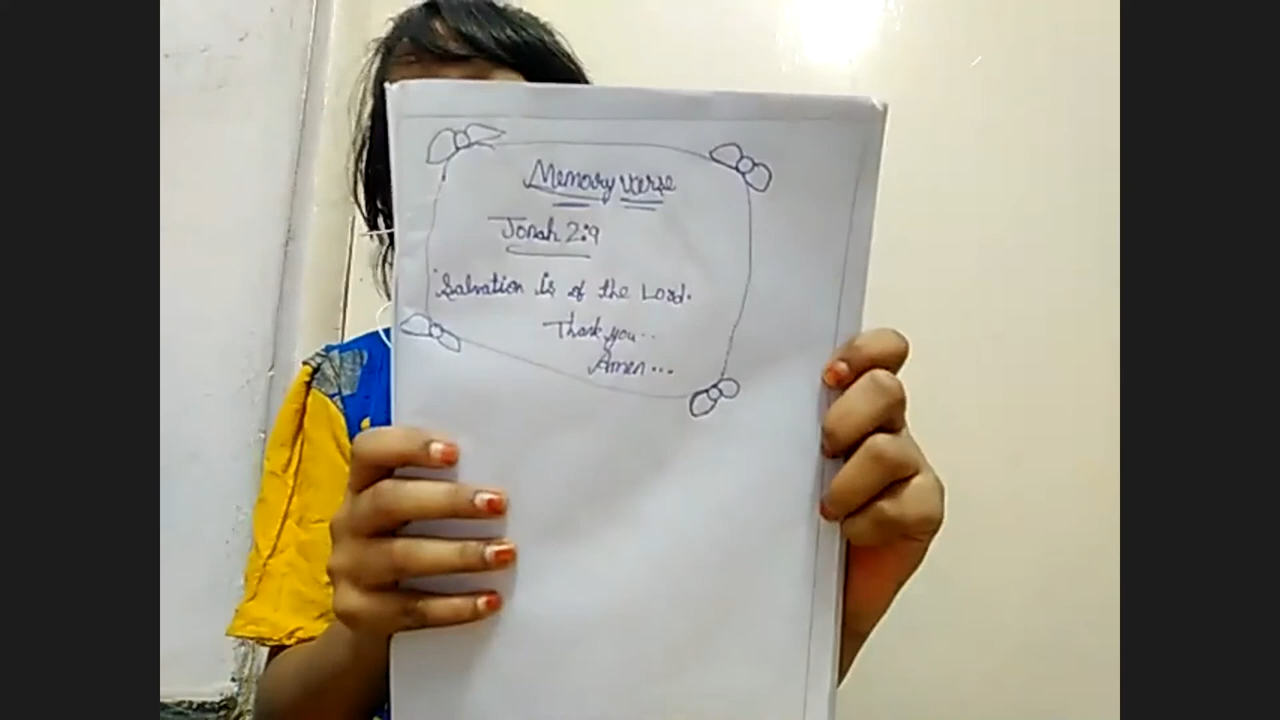 Memory verse
Jonah 2:9
"Salvation is of the Lord.
Thank you..
Amen...